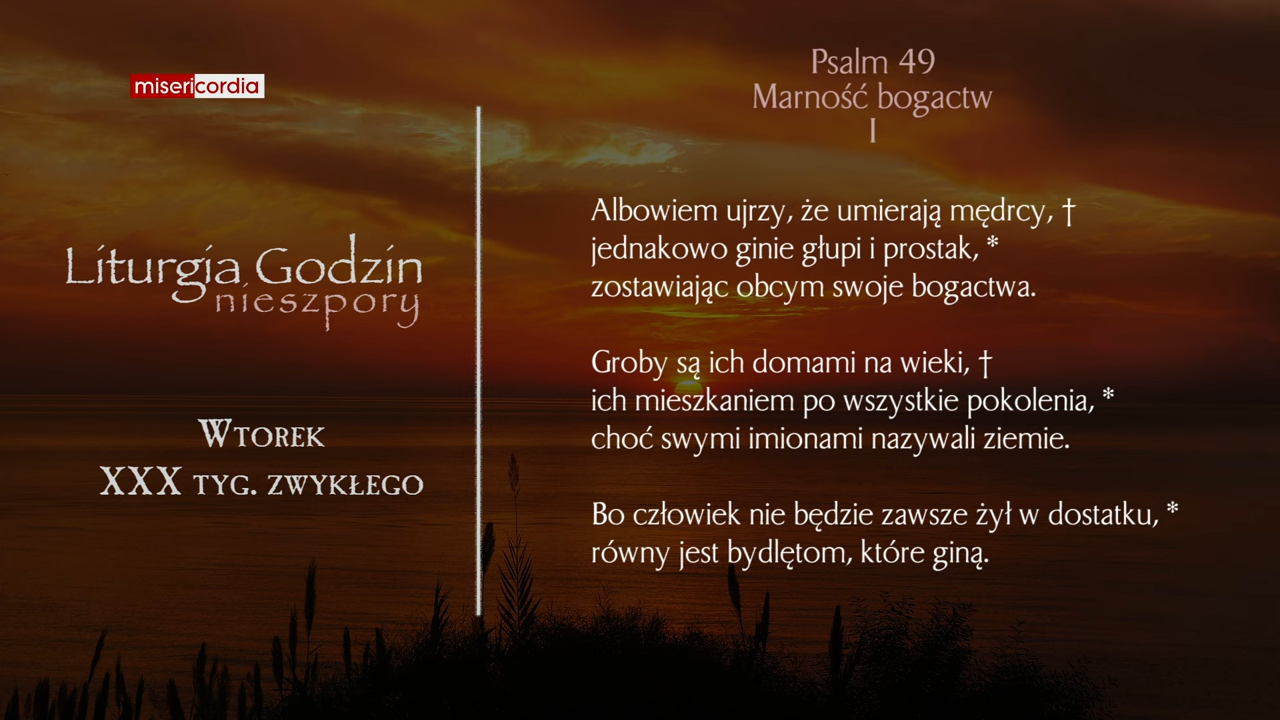 misericordia
Liturgia Godzin
nieszpory
Wtorek
XXX tyg. zwykłego
Psalm 49
Marność bogactw
I
Albowiem ujrzy, że umierają mędrcy, †
jednakowo ginie głupi i prostak, *
zostawiając obcym swoje bogactwa.
Groby są ich domami na wieki, †
ich mieszkaniem po wszystkie pokolenia, *
choć swymi imionami nazywali ziemie.
Bo człowiek nie będzie zawsze żył w dostatku, *
równy jest bydlętom, które giną.